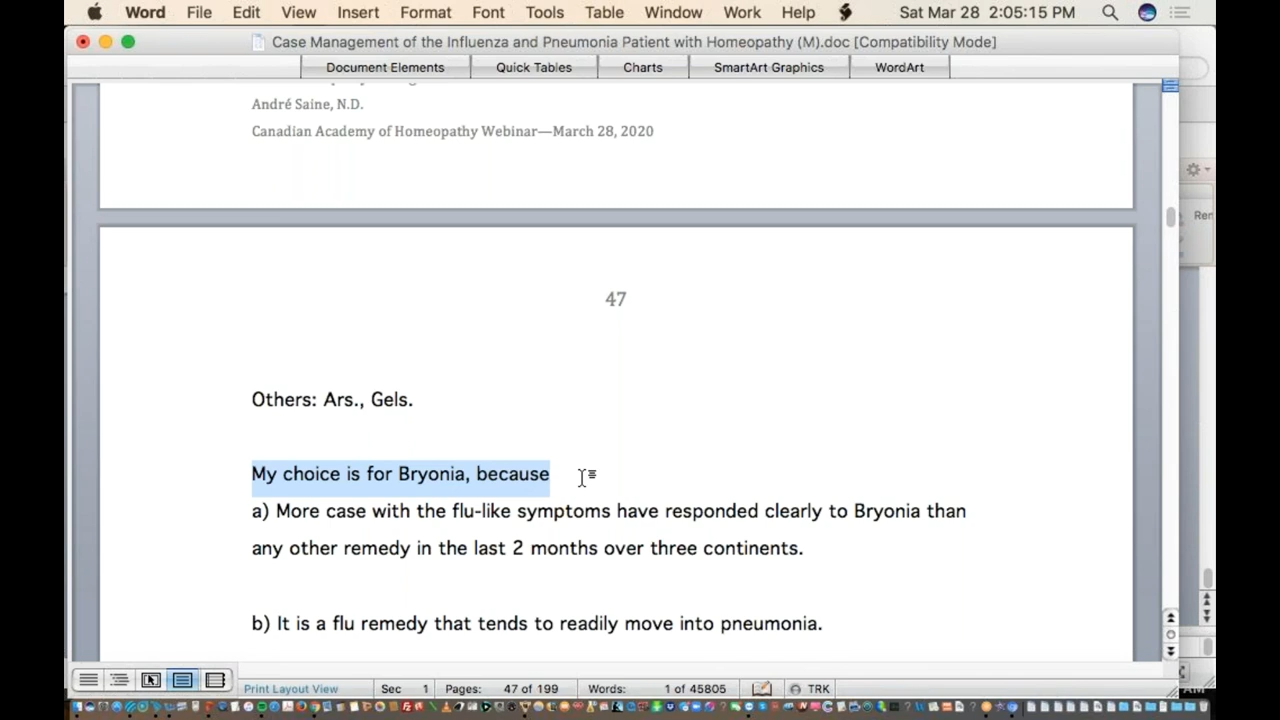 Word File Edit View Insert Format Font Tools Table Window Work Help Sat Mar 28 2:05:15 PM
Case Management of the Influenza and Pneumonia Patient with Homeopathy (M).doc [Compatibility Mode]
Document Elements Quick Tables Charts SmartArt Graphics WordArt
André Saine, N.D.
Canadian Academy of Homeopathy Webinar—March 28, 2020
Ren
47
Others: Ars., Gels.
My choice is for Bryonia, because
a) More case with the flu-like symptoms have responded clearly to Bryonia than
any other remedy in the last 2 months over three continents.
b) It is a flu remedy that tends to readily move into pneumonia.
Print Layout View Sec 1 Pages: 47 of 199 Words: 1 of 45805 TRK
AM